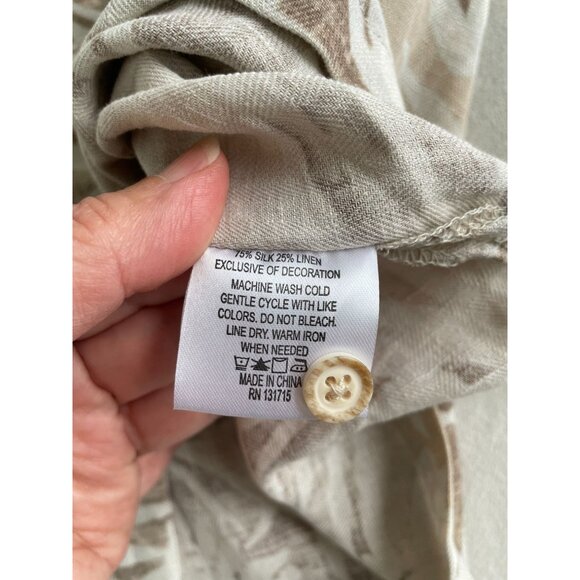 75% SILK 25% LINEN
EXCLUSIVE OF DECORATION
MACHINE WASH COLD
GENTLE CYCLE WITH LIKE
COLORS. DO NOT BLEACH.
LINE DRY. WARM IRON
WHEN NEEDED
MADE IN CHINA
RN 131715